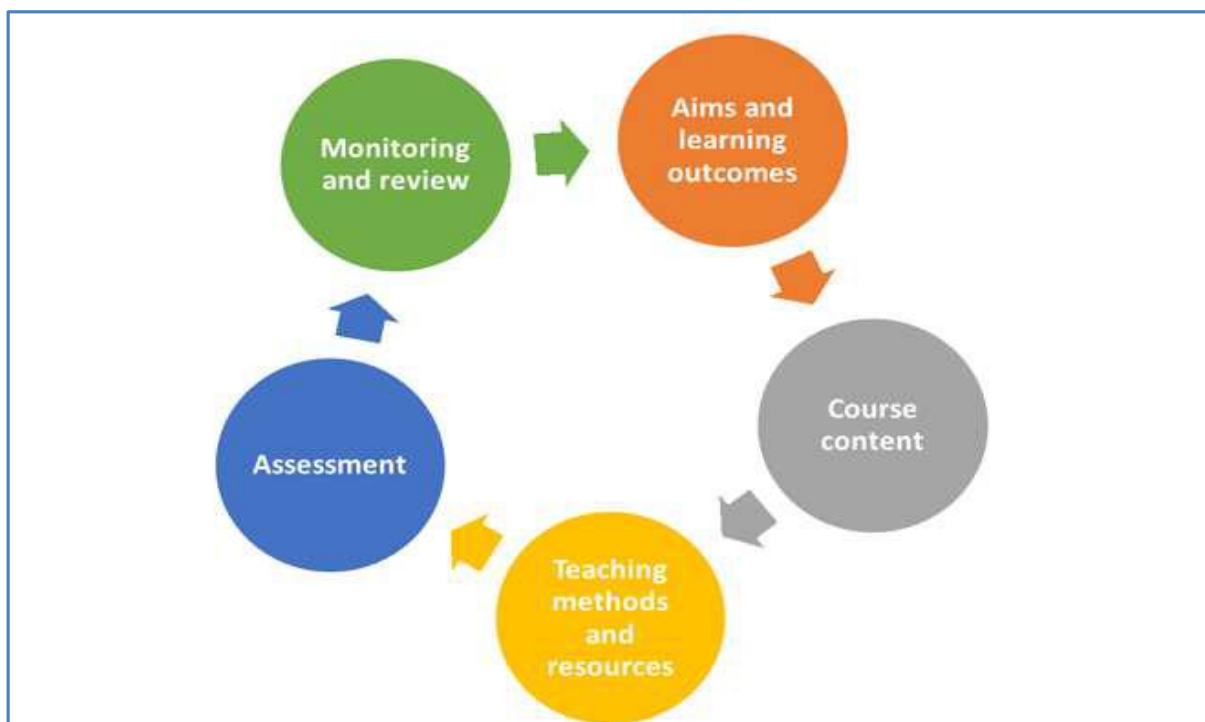 Monitoring
and review
Aims and
learning
outcomes
Course
content
Teaching
methods
and
resources
Assessment